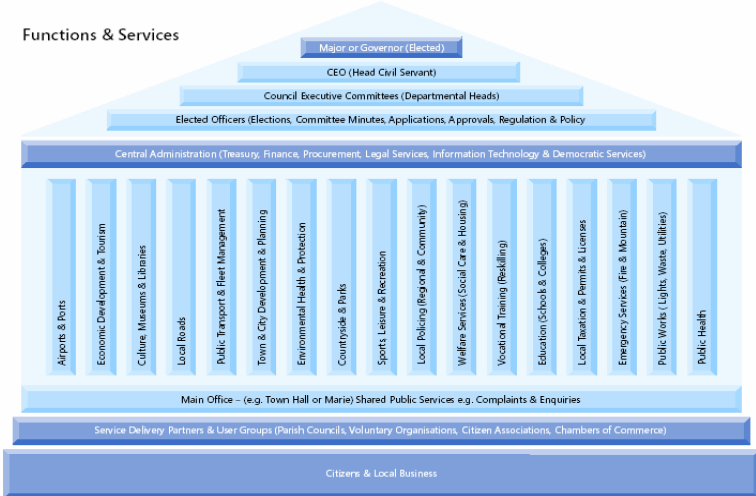 Functions & Services
Major or Governor (Elected)
CEO (Head Civil Servant)
Council Executive Committees (Departmental Heads)
Elected Officers (Elections, Committee Minutes, Applications, Approvals, Regulation & Policy
Central Administration (Treasury, Finance, Procurement, Legal Services, Information Technology & Democratic Services)
Airports & Ports
Economic Development & Tourism
Culture, Museums & Libraries
Local Roads
Public Transport & Fleet Management
Town & City Development & Planning
Environmental Health & Protection
Countryside & Parks
Sports, Leisure & Recreation
Local Policing (Regional & Community)
Welfare Services (Social Care & Housing)
Vocational Training (Reskilling)
Education (Schools & Colleges)
Local Taxation & Permits & Licenses
Emergency Services (Fire & Mountain)
Public Works ( Lights, Waste, Utilities)
Public Health
Main Office – (e.g. Town Hall or Marie) Shared Public Services e.g. Complaints & Enquiries
Service Delivery Partners & User Groups (Parish Councils, Voluntary Organisations, Citizen Associations, Chambers of Commerce)
Citizens & Local Business